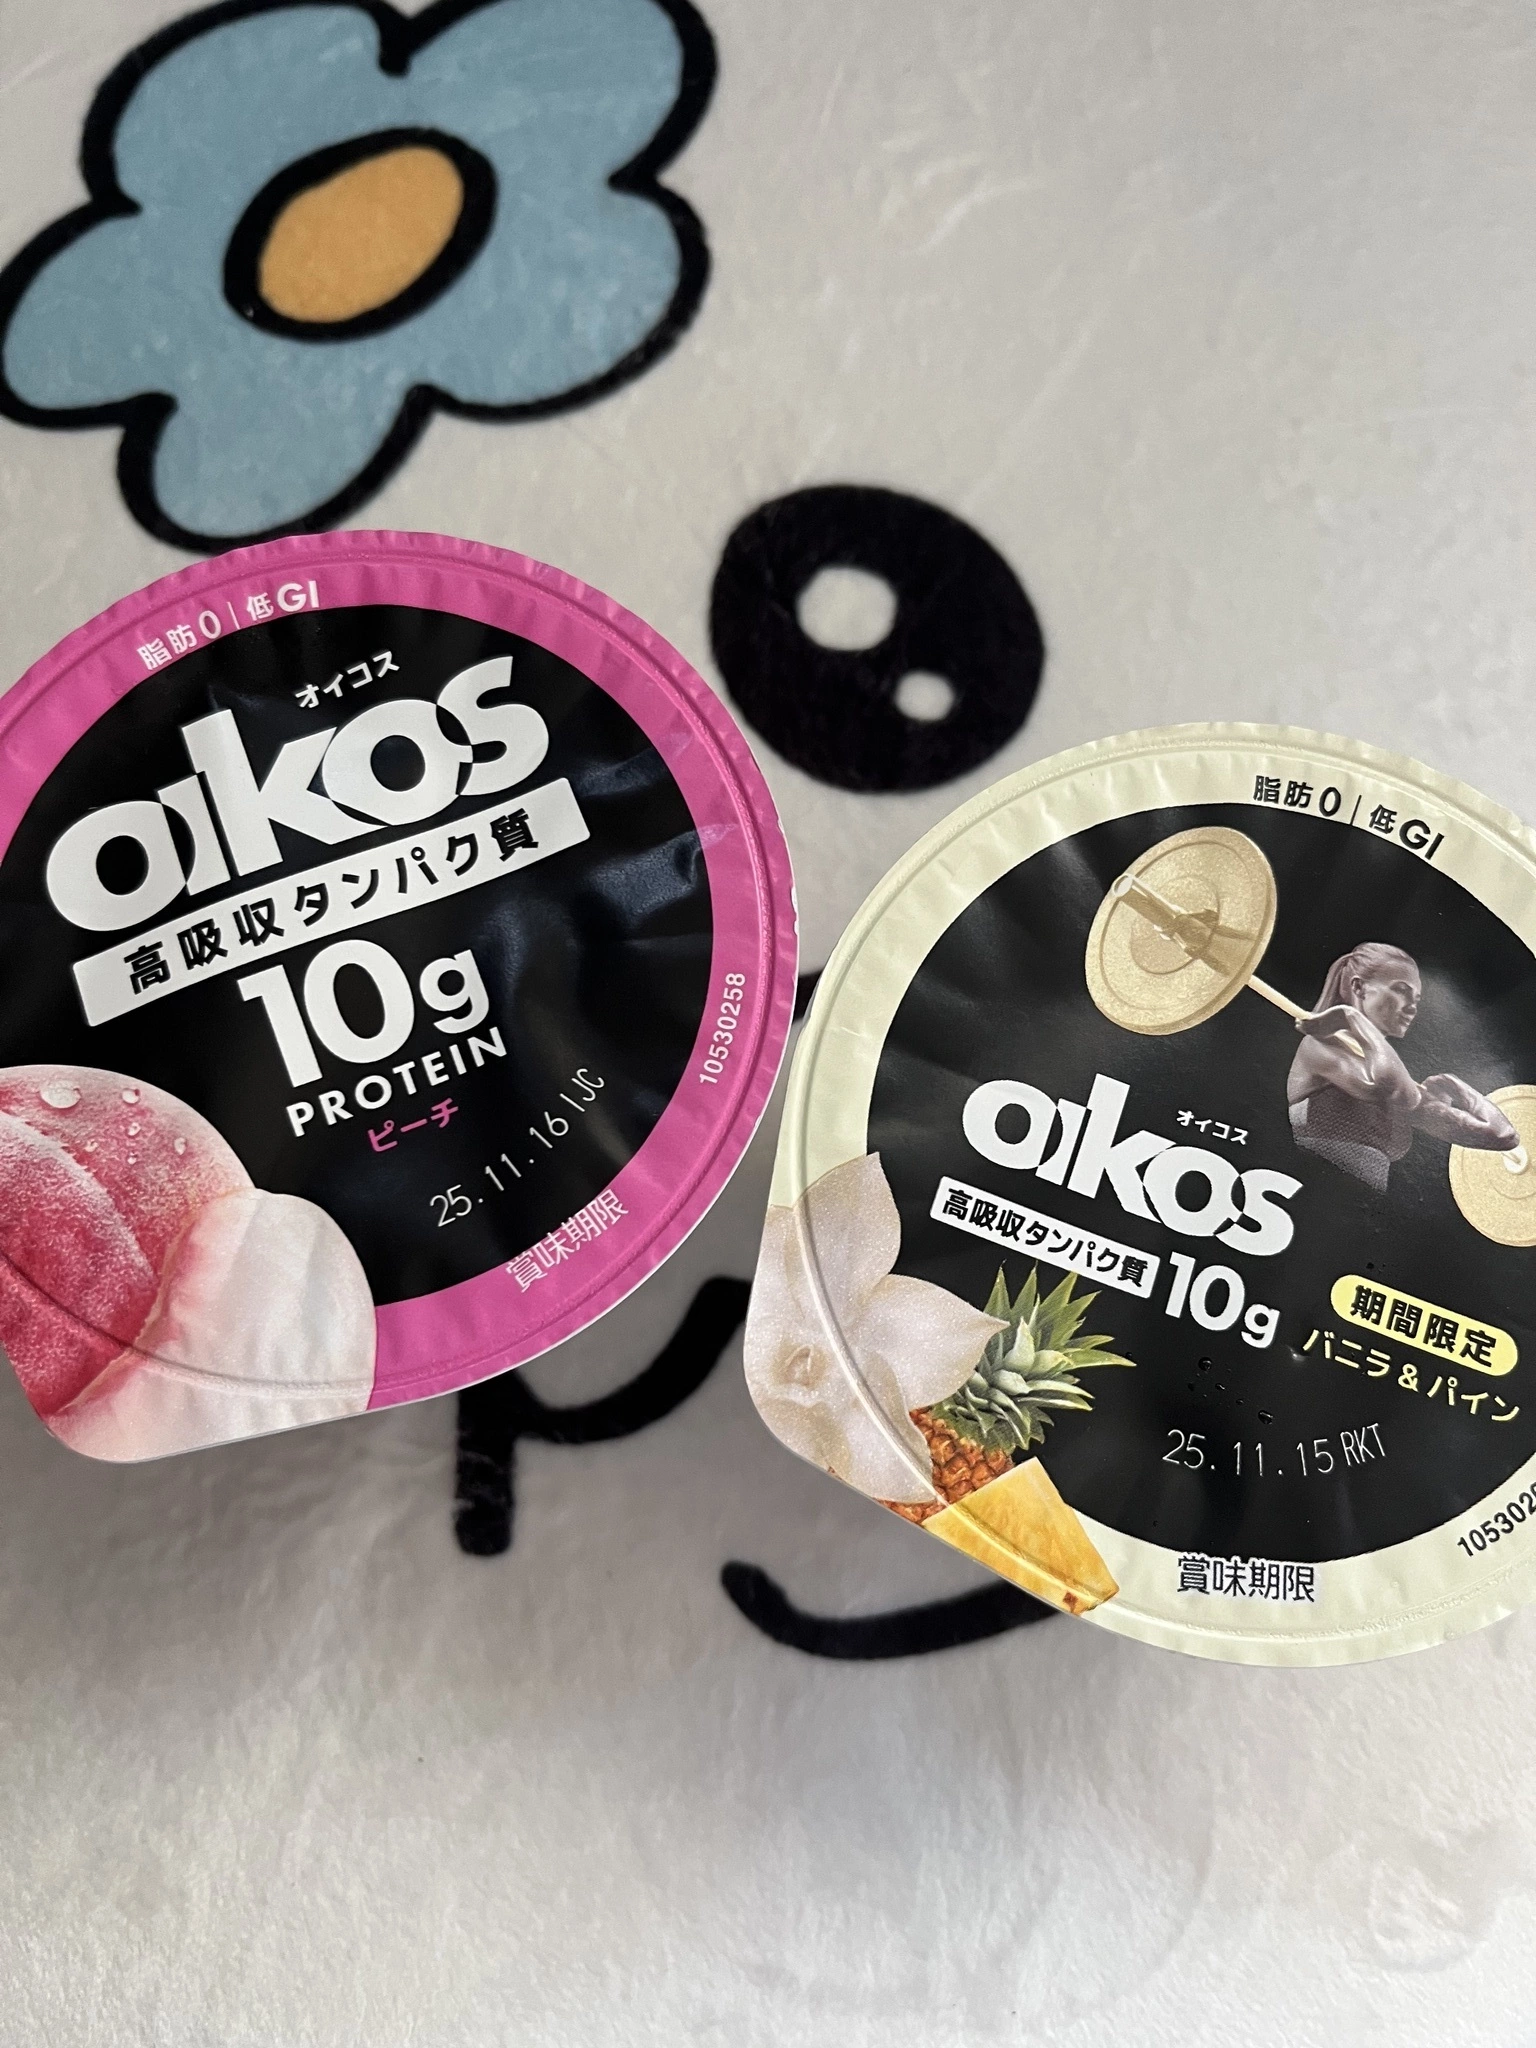 脂肪0|低GI
オイコス
oikos
高吸収タンパク質
10g
PROTEIN
ピーチ
25.11.16 IJC
賞味期限
10530258
脂肪0|低GI
オイコス
oikos
高吸収タンパク質 10g
期間限定
バニラ&パイン
25.11.15 RKT
賞味期限